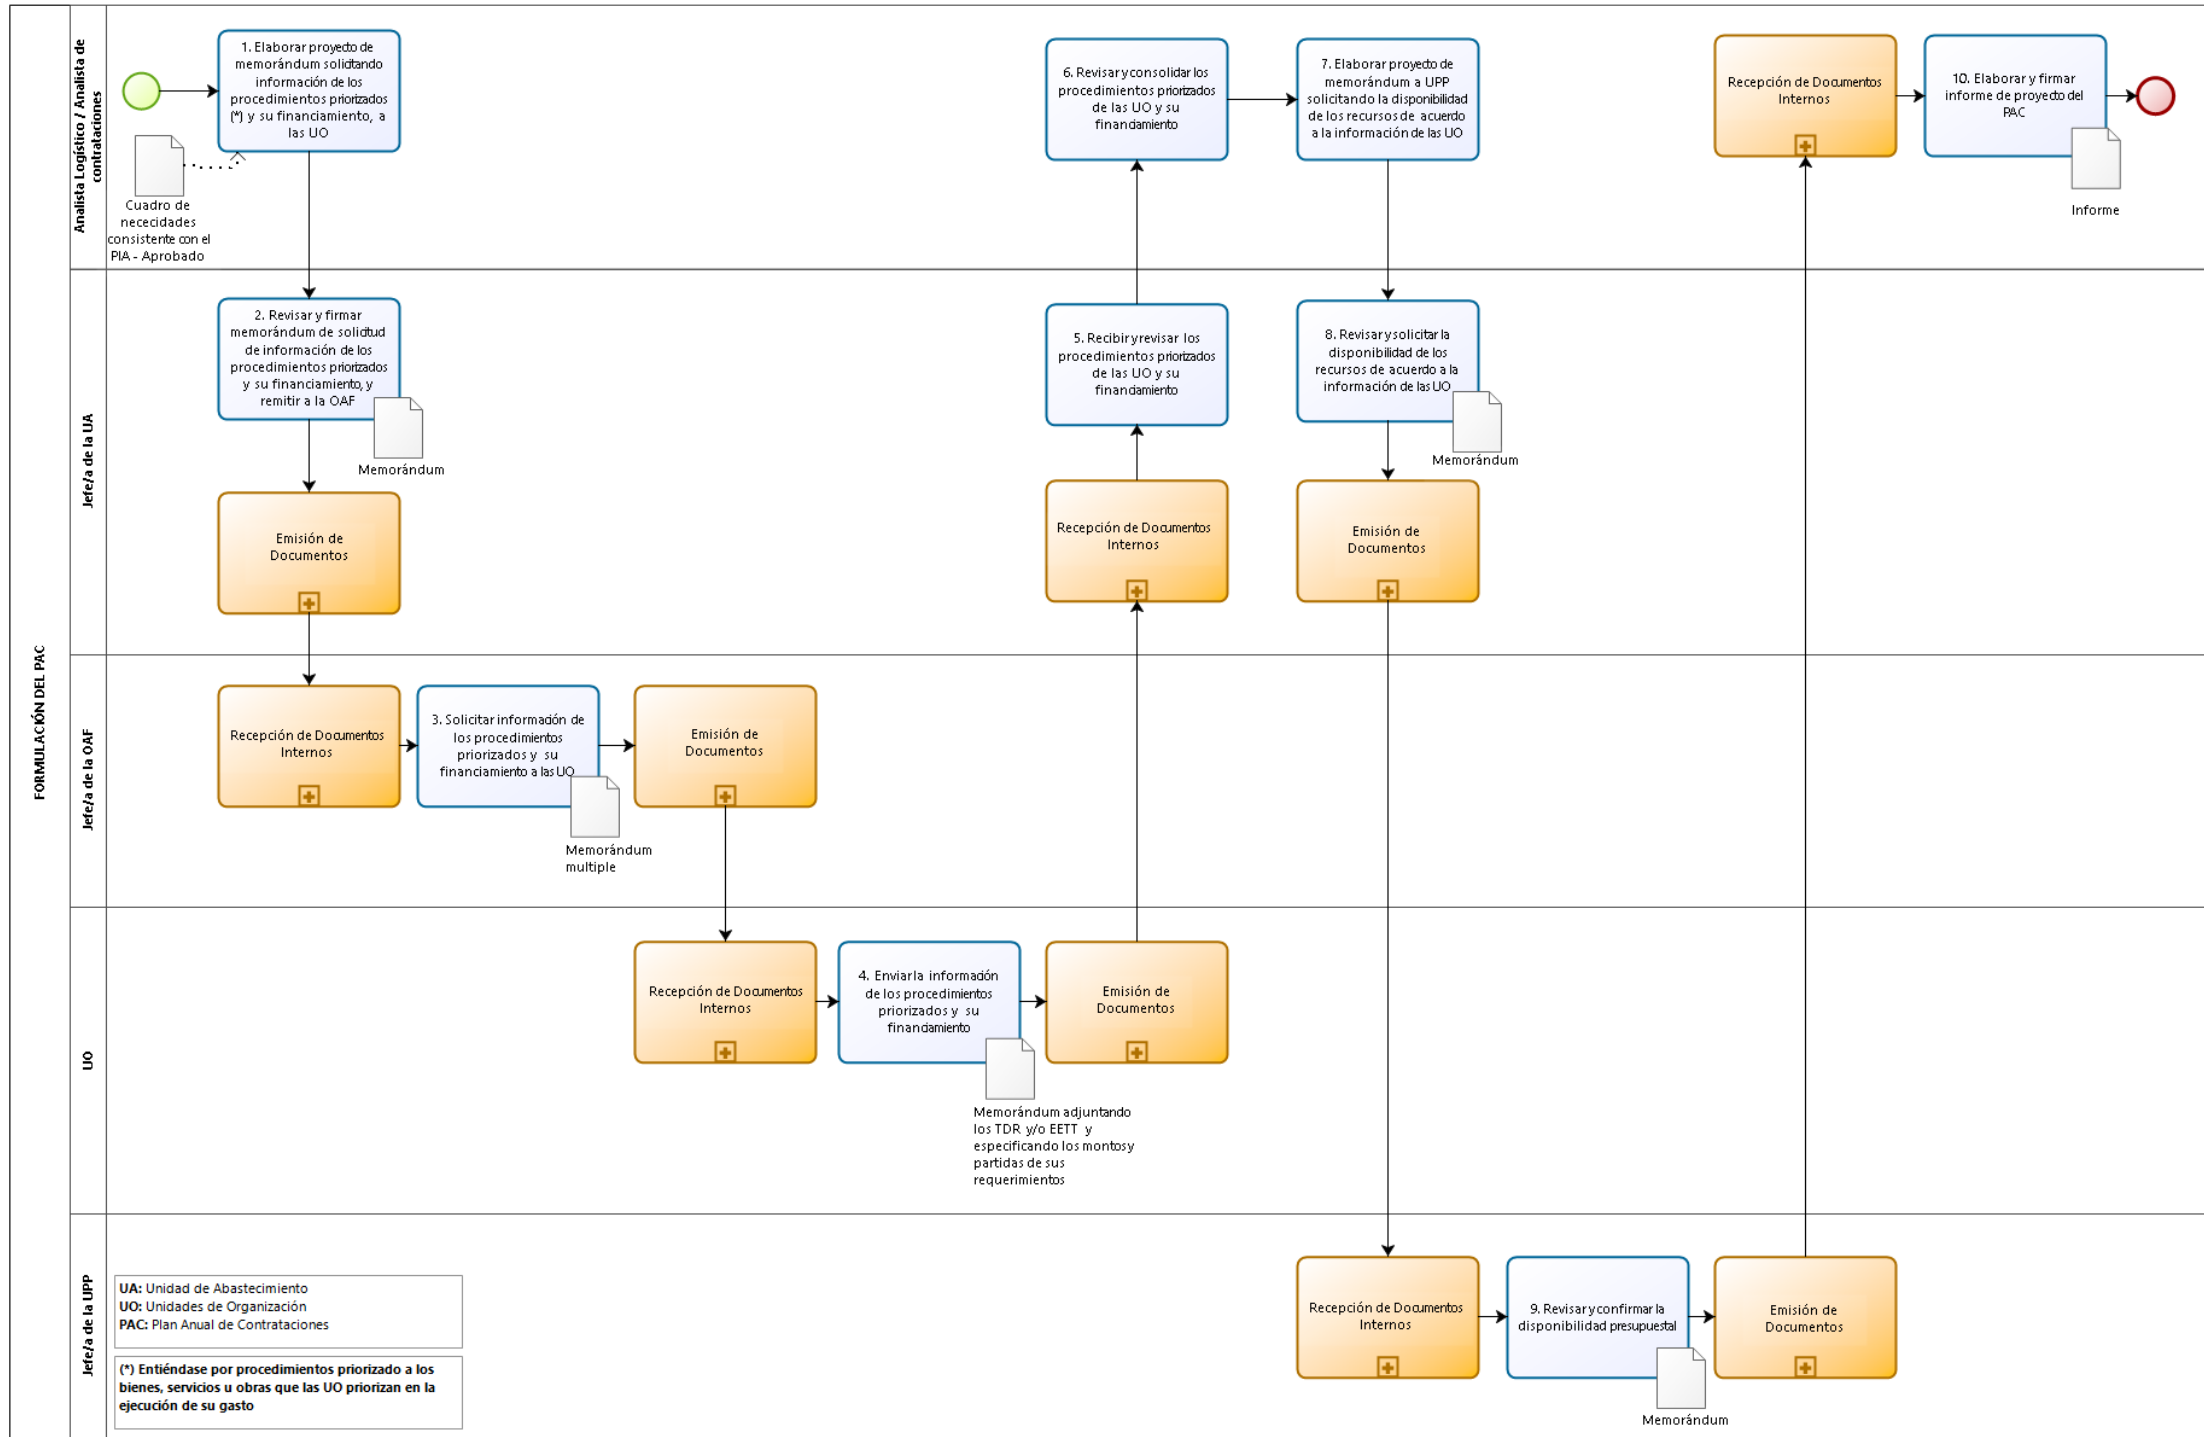 FORMULACIÓN DEL PAC
Analista Logístico / Analista de
contrataciones
1. Elaborar proyecto de
memorándum solicitando
información de los
procedimientos priorizados
(*) y su financiamiento, a
las UO
Cuadro de
nececidades
consistente con el
PIA - Aprobado
6. Revisar y consolidar los
procedimientos priorizados
de las UO y su
financiamiento
7. Elaborar proyecto de
memorándum a UPP
solicitando la disponibilidad
de los recursos de acuerdo
a la información de las UO
Recepción de Documentos
Internos
10. Elaborar y firmar
informe de proyecto del
PAC
Informe
Jefe/a de la UA
2. Revisar y firmar
memorándum de solicitud
de información de los
procedimientos priorizados
y su financiamiento, y
remitir a la OAF
Memorándum
Emisión de
Documentos
5. Recibir y revisar los
procedimientos priorizados
de las UO y su
financiamiento
Recepción de Documentos
Internos
8. Revisar y solicitar la
disponibilidad de los
recursos de acuerdo a la
información de las UO
Memorándum
Emisión de
Documentos
Jefe/a de la OAF
Recepción de Documentos
Internos
3. Solicitar información de
los procedimientos
priorizados y su
financiamiento a las UO
Memorándum
multiple
Emisión de
Documentos
UO
Recepción de Documentos
Internos
4. Enviar la información
de los procedimientos
priorizados y su
financiamiento
Memorándum adjuntando
los TDR y/o EETT y
especificando los montos y
partidas de sus
requerimientos
Emisión de
Documentos
Jefe/a de la UPP
UA: Unidad de Abastecimiento
UO: Unidades de Organización
PAC: Plan Anual de Contrataciones
(*) Entiéndase por procedimientos priorizado a los
bienes, servicios u obras que las UO priorizan en la
ejecución de su gasto
Recepción de Documentos
Internos
9. Revisar y confirmar la
disponibilidad presupuestal
Memorándum
Emisión de
Documentos